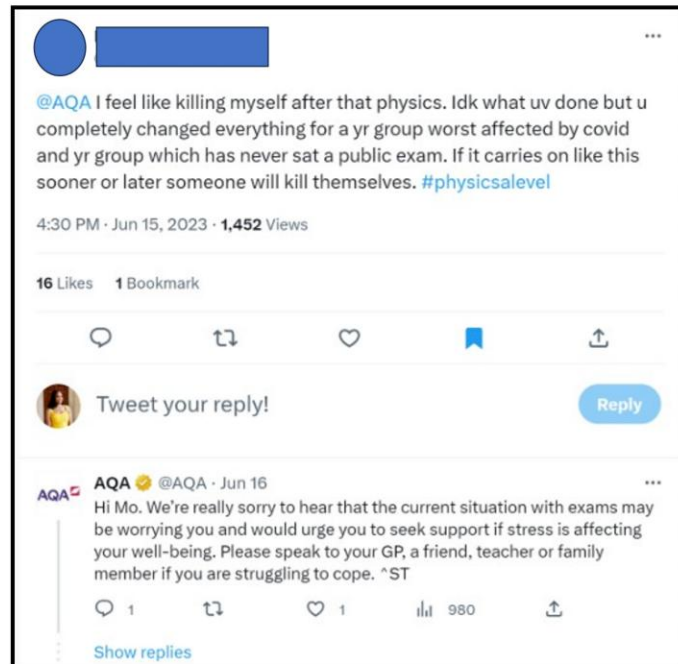 @AQA I feel like killing myself after that physics. Idk what uv done but u
completely changed everything for a yr group worst affected by covid
and yr group which has never sat a public exam. If it carries on like this
sooner or later someone will kill themselves. #physicsalevel
4:30 PM · Jun 15, 2023 · 1,452 Views
16 Likes 1 Bookmark
Tweet your reply!
Reply
AQA
AQA @AQA · Jun 16
Hi Mo. We're really sorry to hear that the current situation with exams may
be worrying you and would urge you to seek support if stress is affecting
your well-being. Please speak to your GP, a friend, teacher or family
member if you are struggling to cope. ^ST
1 1 980
Show replies